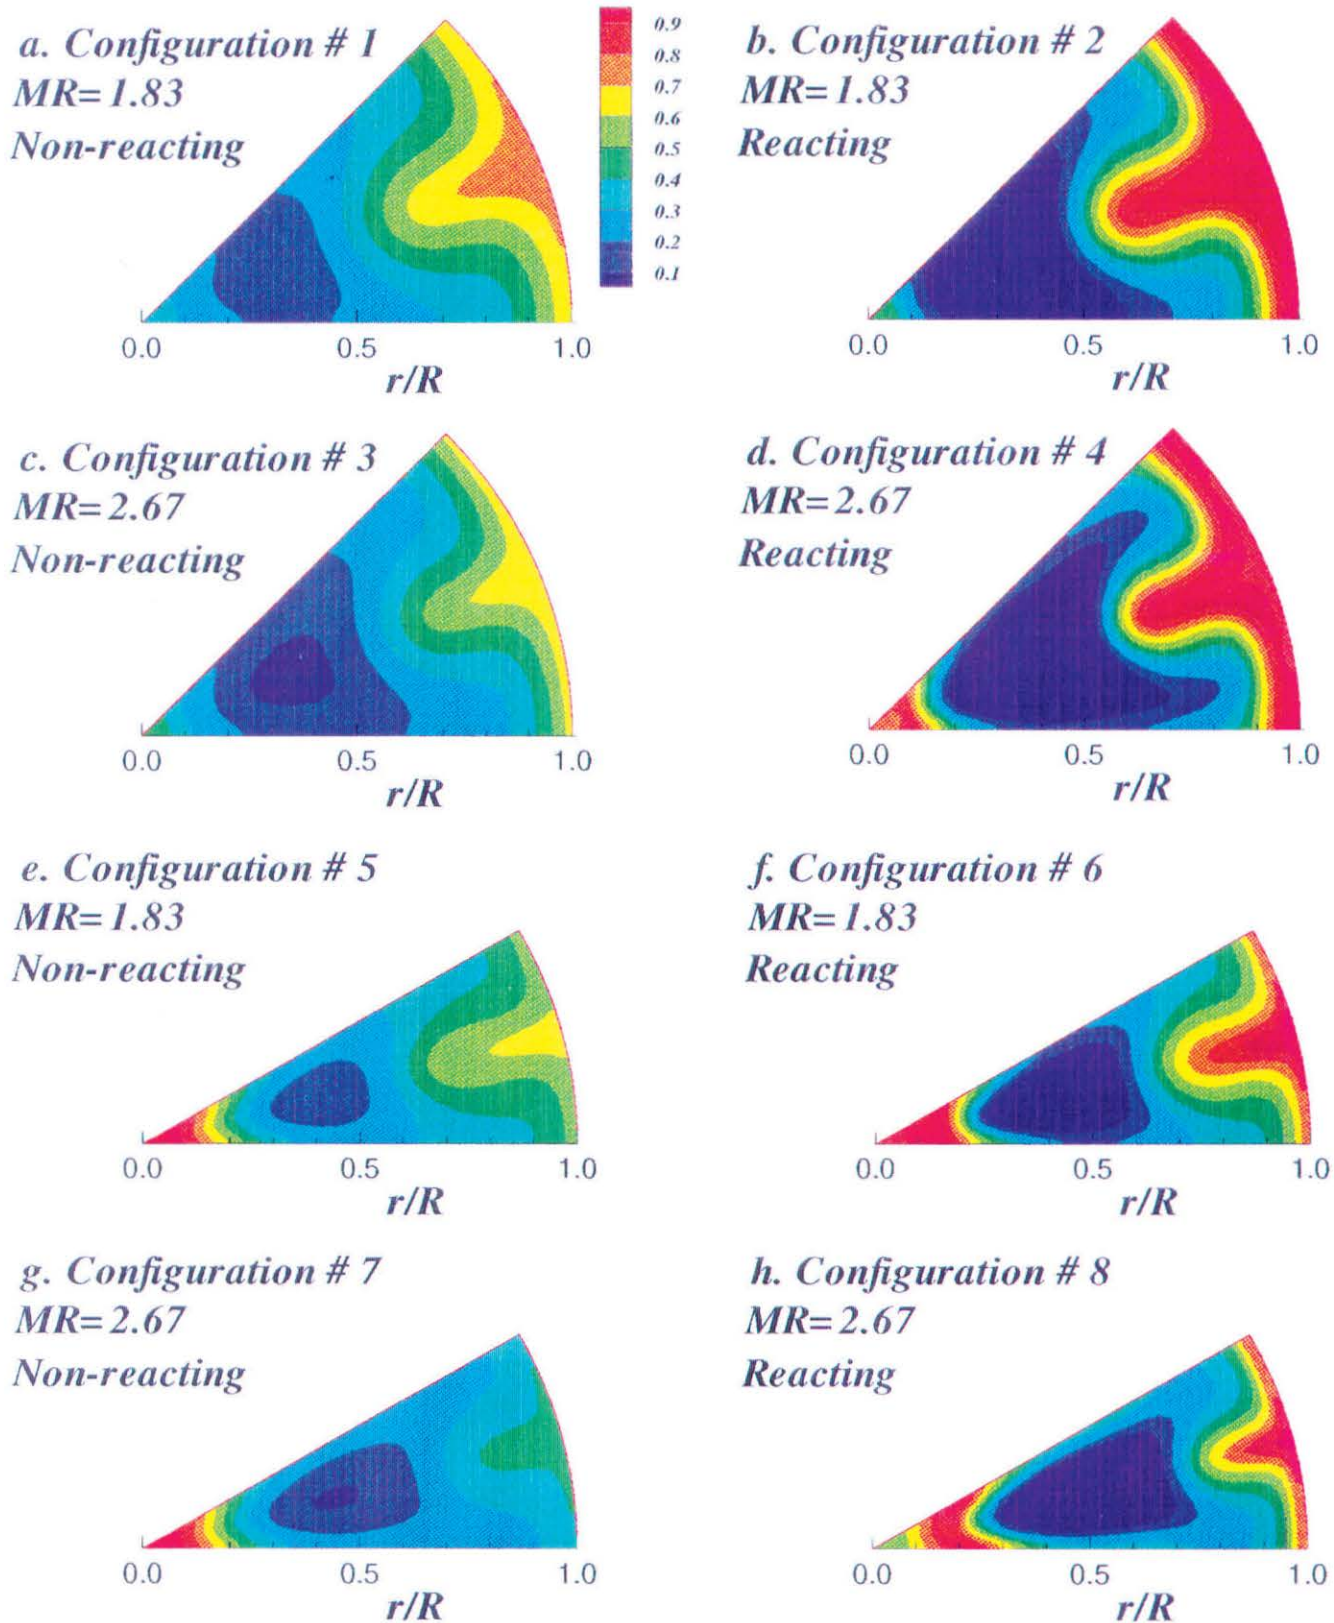 a. Configuration # 1
MR= 1.83
Non-reacting
0.0 0.5 1.0
r/R
0.9
0.8
0.7
0.6
0.5
0.4
0.3
0.2
0.1
b. Configuration # 2
MR= 1.83
Reacting
0.0 0.5 1.0
r/R
c. Configuration # 3
MR= 2.67
Non-reacting
0.0 0.5 1.0
r/R
d. Configuration # 4
MR= 2.67
Reacting
0.0 0.5 1.0
r/R
e. Configuration # 5
MR= 1.83
Non-reacting
0.0 0.5 1.0
r/R
f. Configuration # 6
MR= 1.83
Reacting
0.0 0.5 1.0
r/R
g. Configuration # 7
MR= 2.67
Non-reacting
0.0 0.5 1.0
r/R
h. Configuration # 8
MR= 2.67
Reacting
0.0 0.5 1.0
r/R